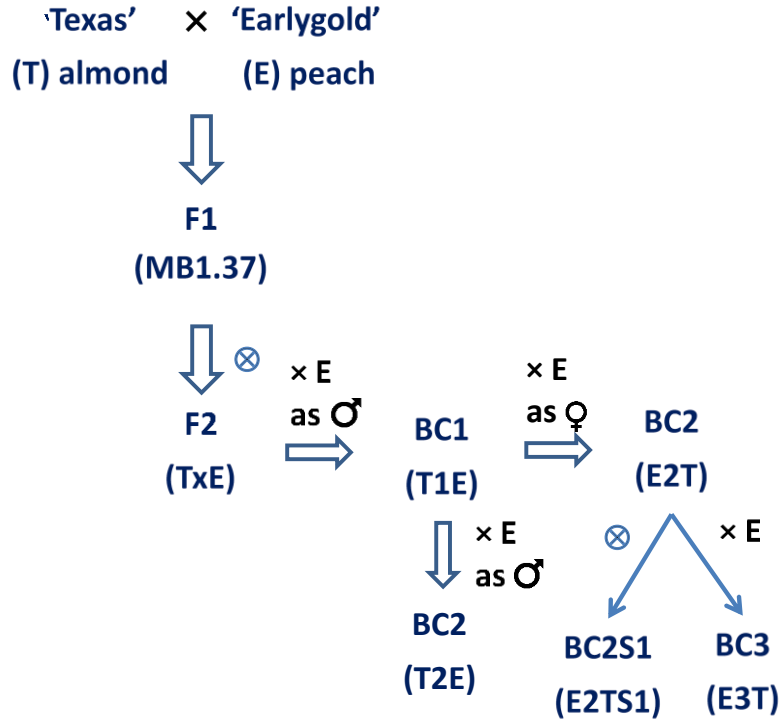 ‘Texas’ × ‘Earlygold’
(T) almond (E) peach
F1
(MB1.37)
⊗
F2
(TxE)
× E
as ♂
BC1
(T1E)
× E
as ♀
BC2
(E2T)
× E
as ♂
BC2
(T2E)
⊗
× E
BC2S1
(E2TS1)
BC3
(E3T)